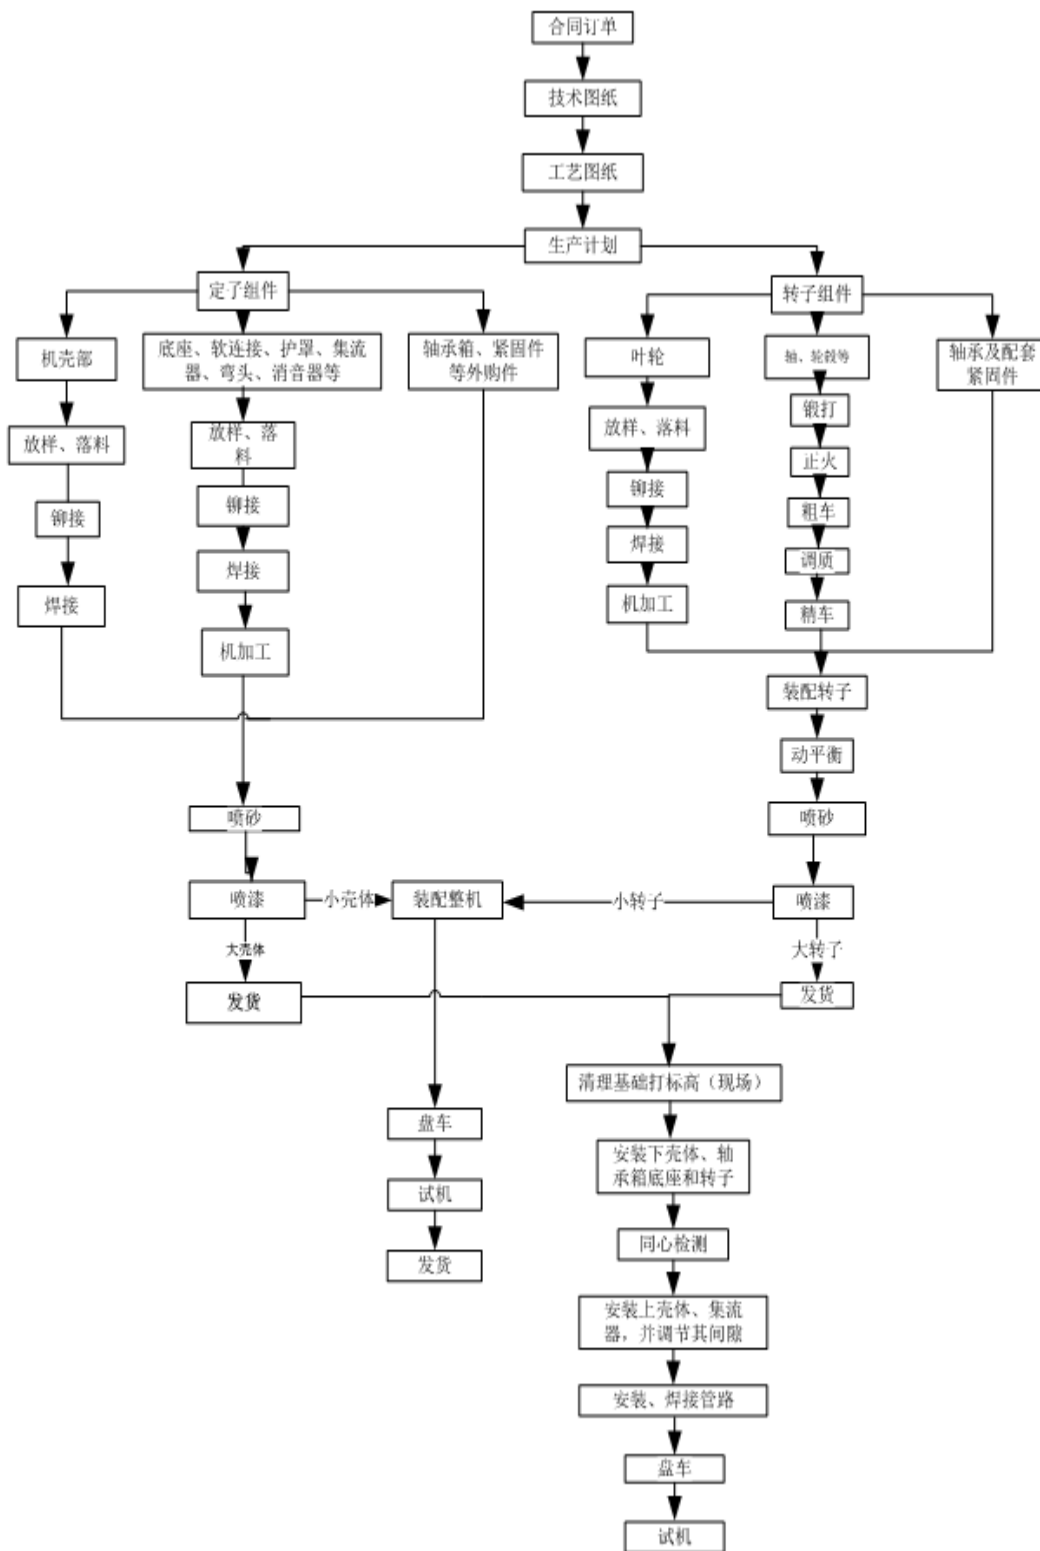 合同订单
技术图纸
工艺图纸
生产计划
定子组件
转子组件
机壳部
底座、软连接、护罩、集流
器、弯头、消音器等
轴承箱、紧固件
等外购件
叶轮
轴、轮毂等
轴承及配套
紧固件
放样、落料
放样、落
料
放样、落料
锻打
正火
铆接
铆接
铆接
粗车
焊接
焊接
焊接
调质
机加工
机加工
精车
装配转子
动平衡
喷砂
喷砂
喷漆
小壳体
装配整机
小转子
喷漆
大壳体
大转子
发货
发货
清理基础打标高（现场）
盘车
安装下壳体、轴
承箱底座和转子
试机
同心检测
发货
安装上壳体、集流
器，并调节其间隙
安装、焊接管路
盘车
试机